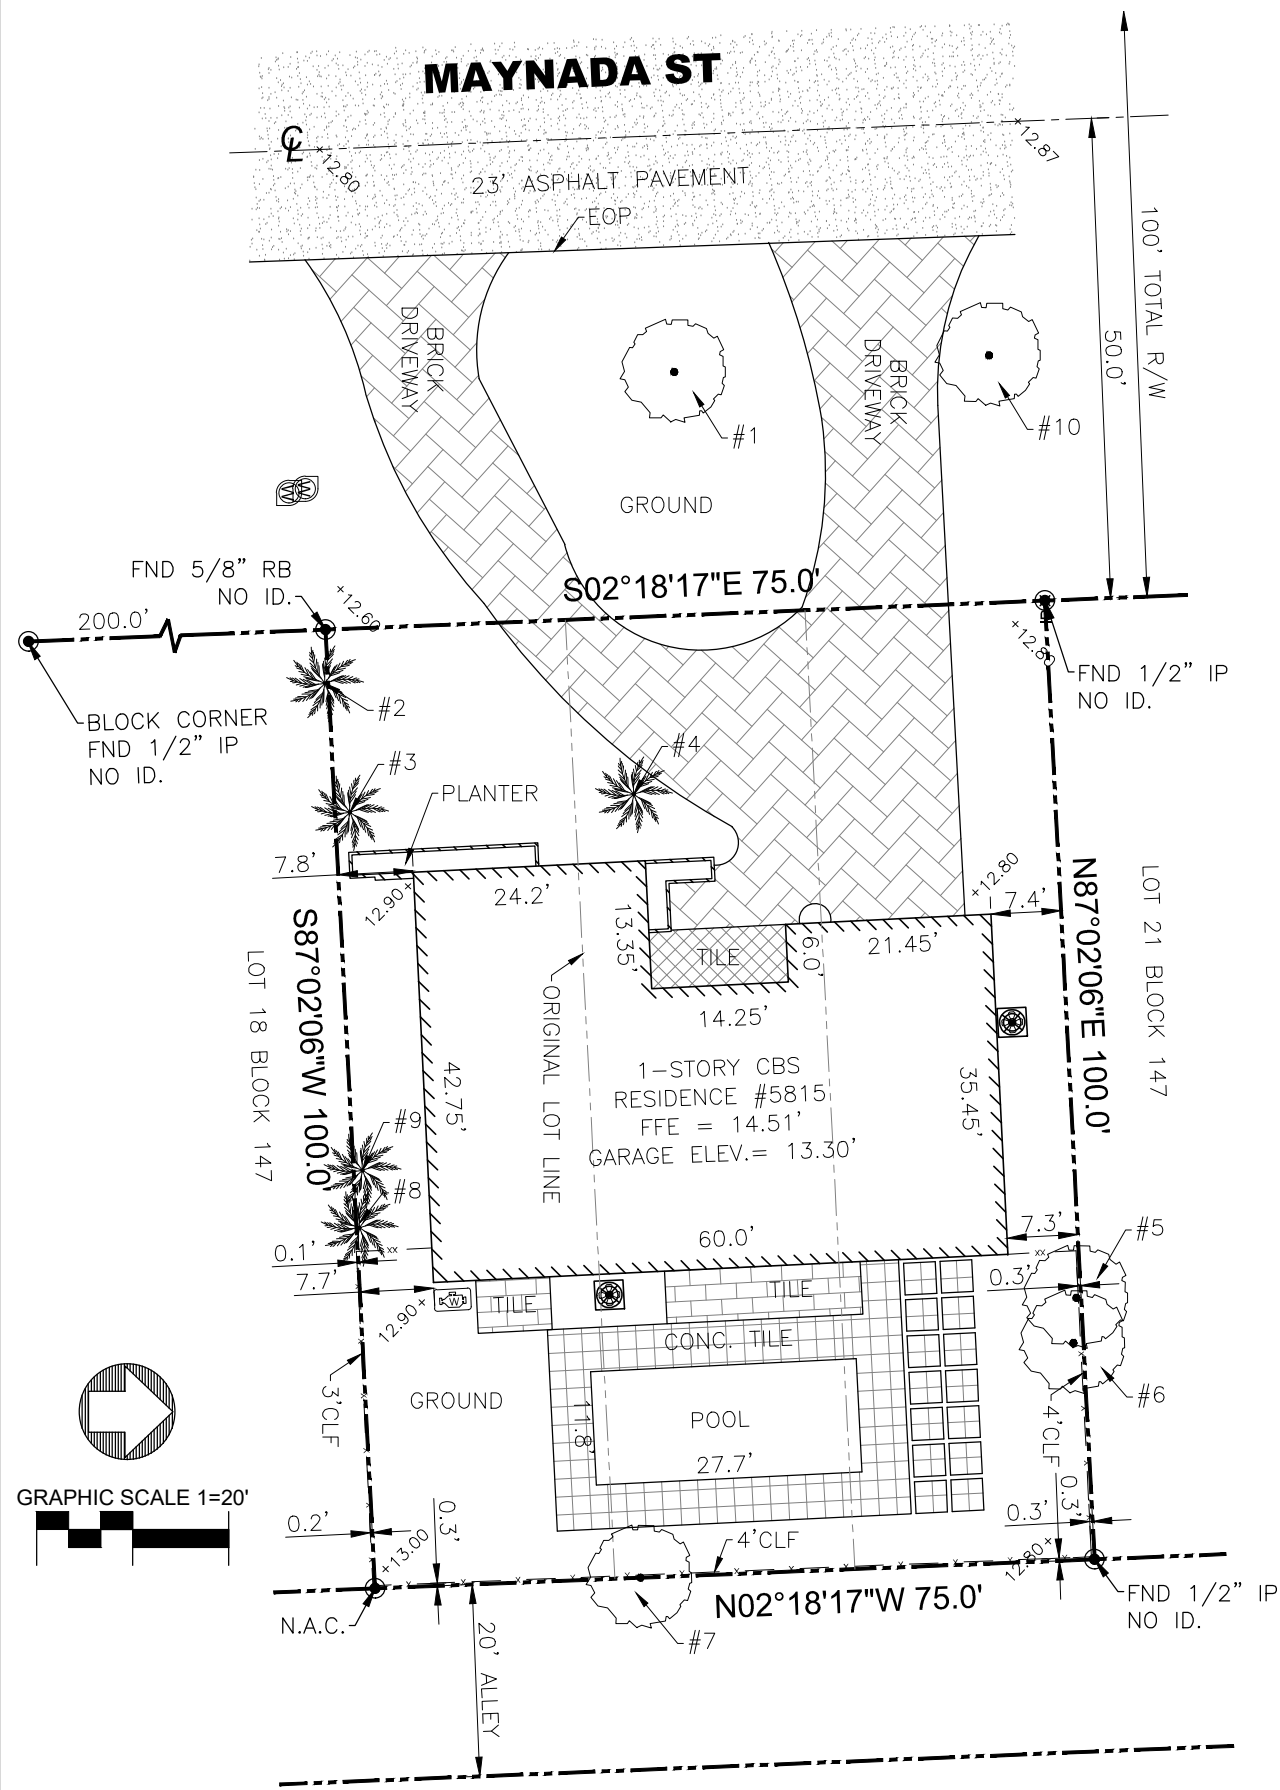 MAYNADA ST
℄
+12.80
+12.87
23' ASPHALT PAVEMENT
EOP
100' TOTAL R/W
50.0'
BRICK
DRIVEWAY
BRICK
DRIVEWAY
#1
#10
GROUND
W
W
FND 5/8" RB
NO ID.
+12.60
S02°18'17"E 75.0'
200.0'
FND 1/2" IP
NO ID.
#2
BLOCK CORNER
FND 1/2" IP
NO ID.
#3
#4
PLANTER
7.8'
12.90+
24.2'
13.35'
TILE
6.0'
21.45'
+12.80
7.4'
14.25'
S87°02'06"W 100.0'
LOT 18 BLOCK 147
N87°02'06"E 100.0'
LOT 21 BLOCK 147
ORIGINAL LOT LINE
42.75'
1-STORY CBS
RESIDENCE #5815
FFE = 14.51'
GARAGE ELEV.= 13.30'
35.45'
#9
#8
60.0'
7.3'
#5
0.1'
7.7'
0.3'
12.90+
W
TILE
TILE
CONC. TILE
3'CLF
GROUND
POOL
11.8'
27.7'
#6
4'CLF
GRAPHIC SCALE 1=20'
0.2'
+13.00
0.3'
4'CLF
0.3'
0.3'
12.80+
N02°18'17"W 75.0'
N.A.C.
#7
FND 1/2" IP
NO ID.
20' ALLEY